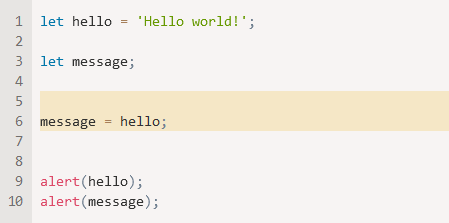 1 let hello = 'Hello world!';
2
3 let message;
4
5
6 message = hello;
7
8
9 alert(hello);
10 alert(message);